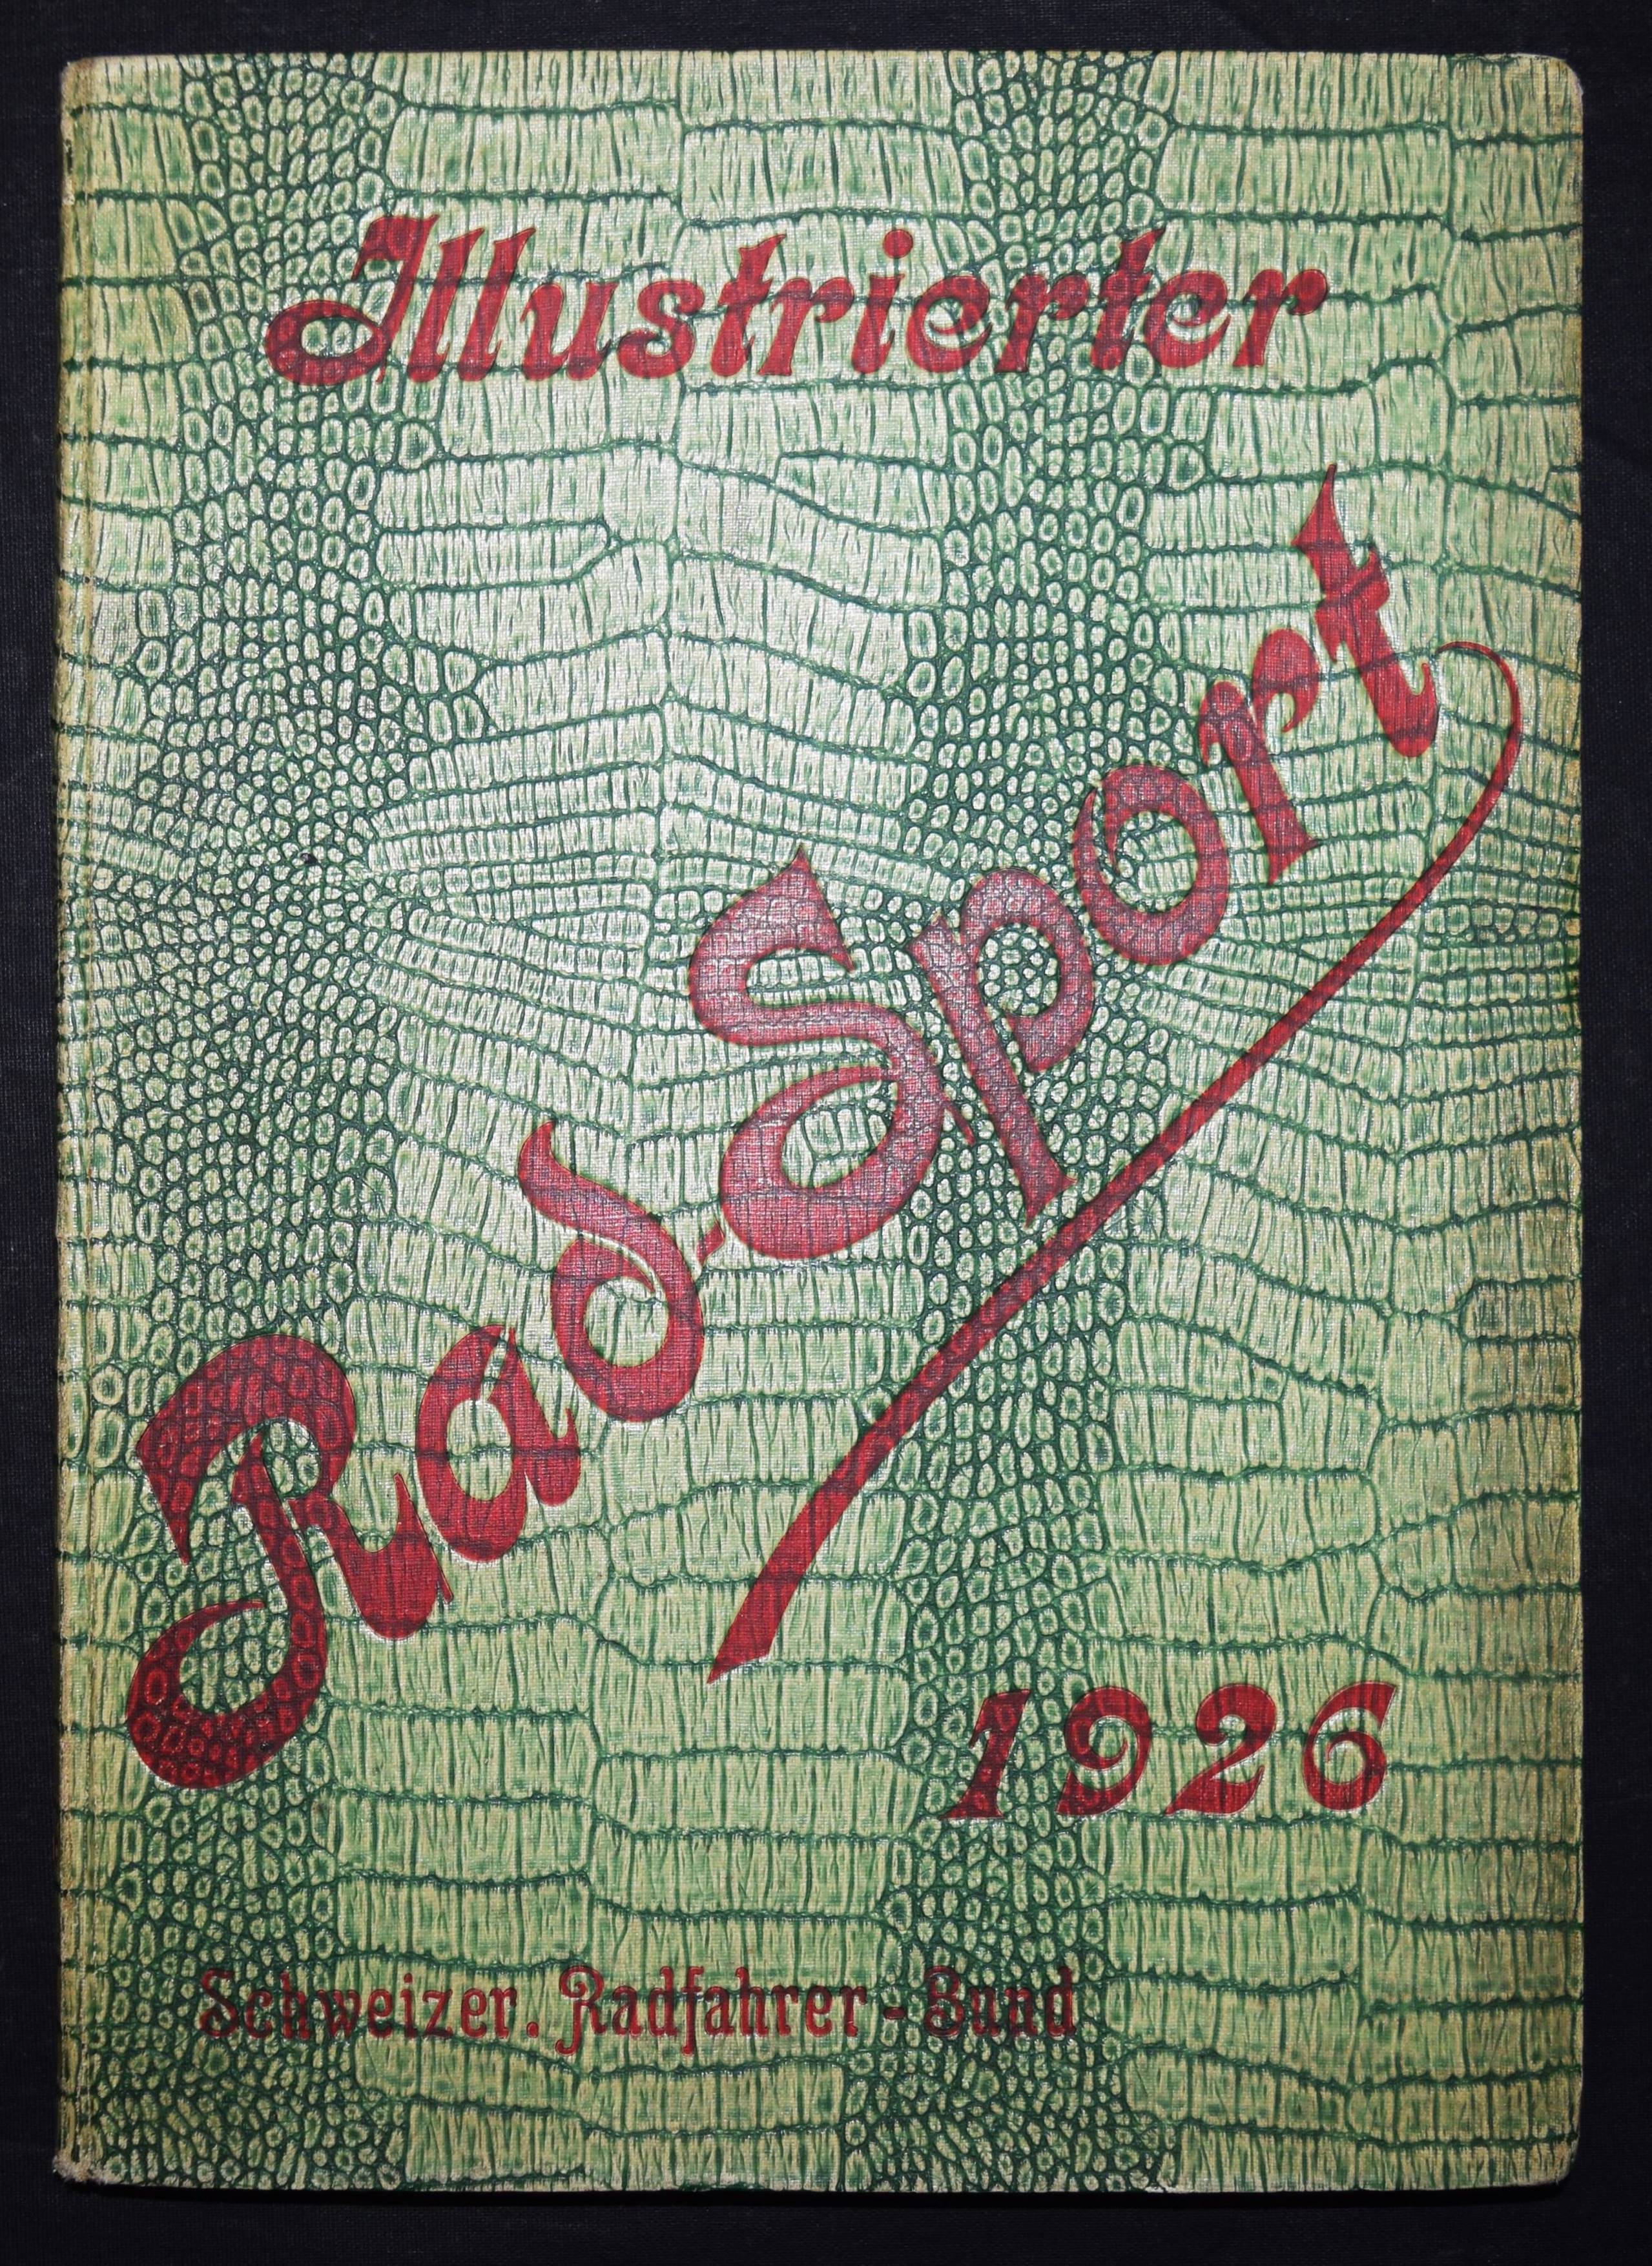 Illustrierter
Rad-Sport
1926
Schweizer. Radfahrer-Bund